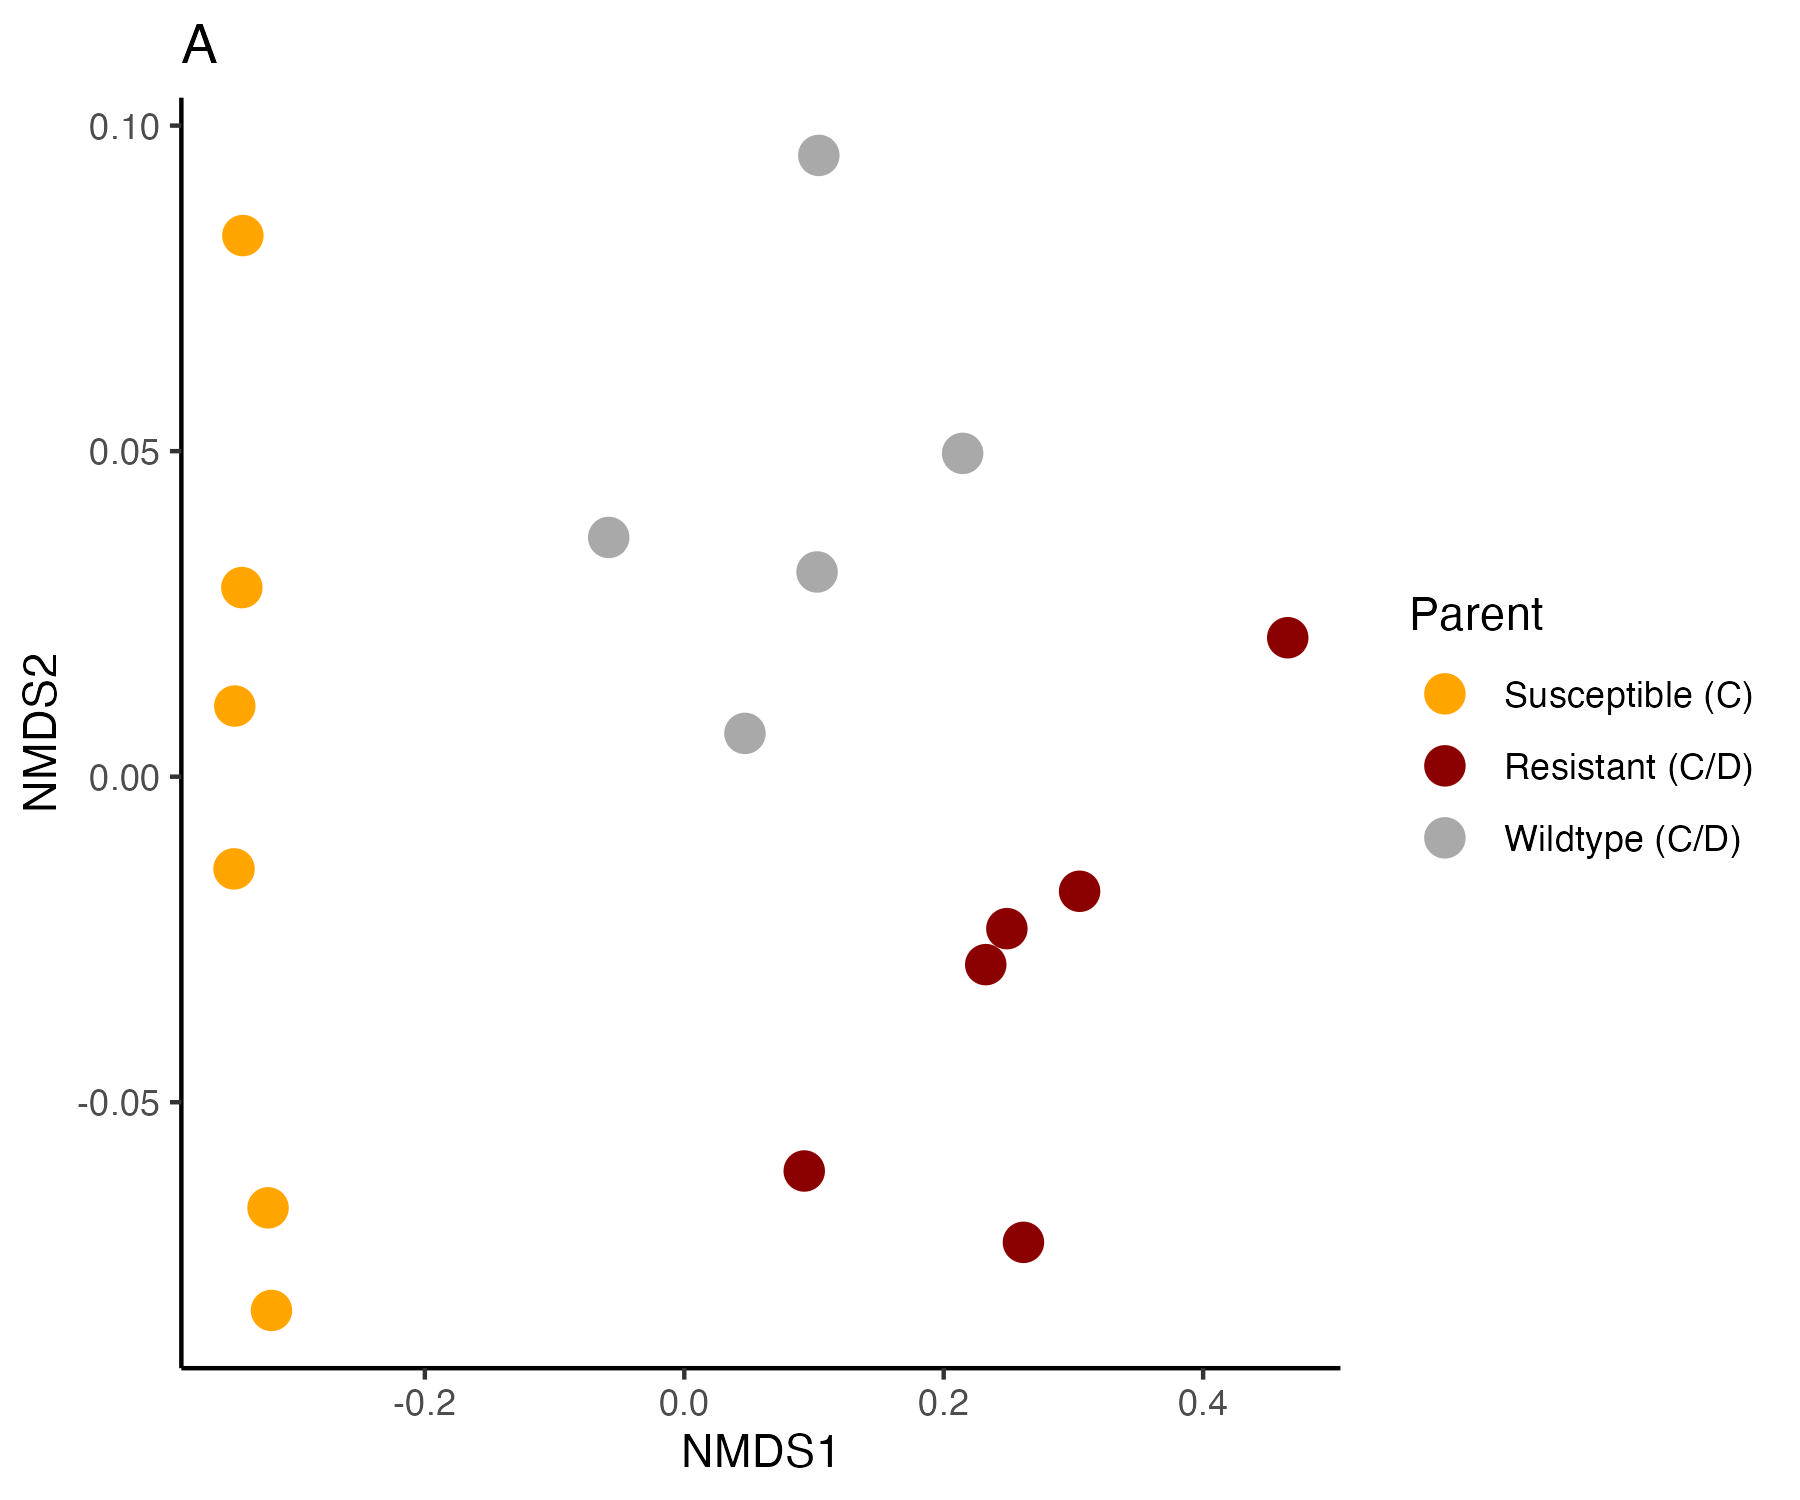 A
0.10
0.05
0.00
-0.05
NMDS2
-0.2
0.0
0.2
0.4
NMDS1
Parent
Susceptible (C)
Resistant (C/D)
Wildtype (C/D)